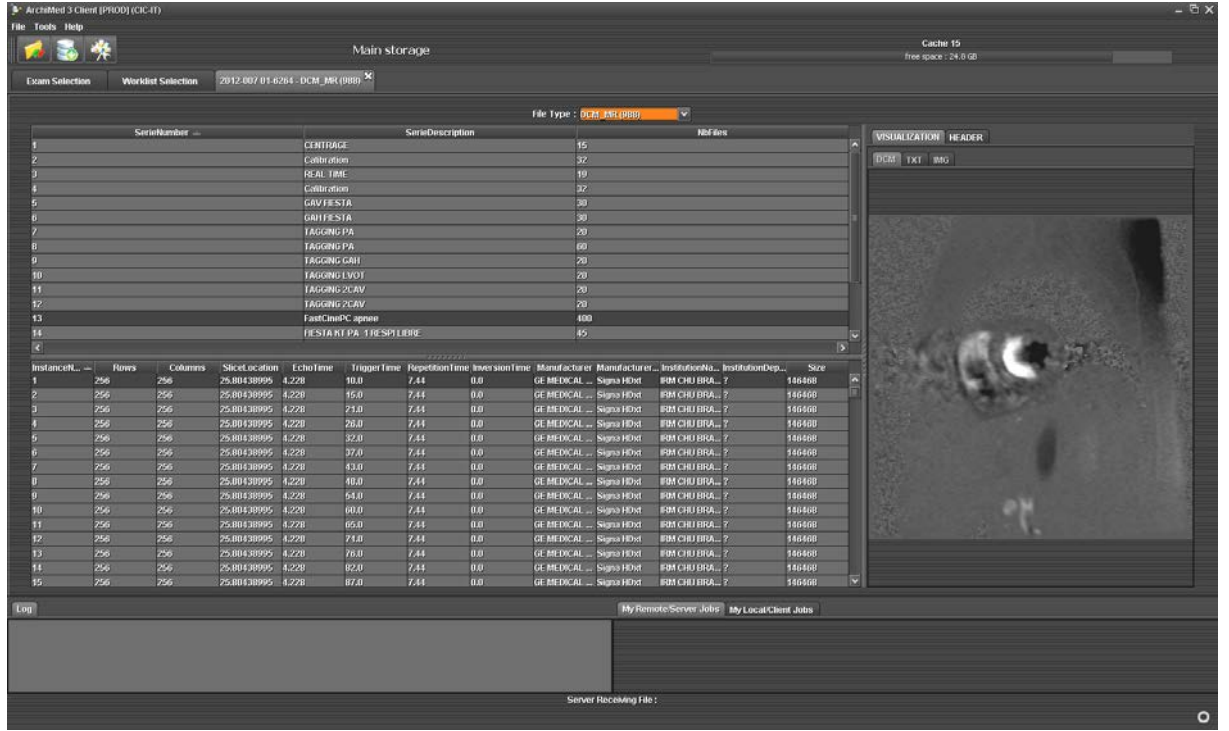 ArchiMed 3 Client [PROD] (CIC-IT)
File Tools Help
Main storage
Cache 15
free space : 24.0 GB
Exam Selection Worklist Selection 2012-007 01-6264 - DCM_MR (988)
File Type : DCM_MR (988)
SerieNumber SerieDescription NbFiles
1 CENTRAGE 15
2 Calibration 32
3 REAL TIME 19
4 Calibration 32
5 GAV FIESTA 30
6 GAH FIESTA 30
7 TAGGING PA 20
8 TAGGING PA 60
9 TAGGING GAH 20
10 TAGGING LVOT 20
11 TAGGING 2CAV 20
12 TAGGING 2CAV 20
13 FastCinePC apnee 400
14 FIESTA KT PA 1 RESPI LIBRE 45
VISUALIZATION HEADER
DCM TXT IMG
InstanceN... Rows Columns SliceLocation EchoTime TriggerTime RepetitionTime InversionTime Manufacturer Manufacturer... InstitutionNa... InstitutionDep... Size
1 256 256 25.80438995 4.228 10.0 7.44 0.0 GE MEDICAL ... Signa HDxt IRM CHU BRA... ? 146468
2 256 256 25.80438995 4.228 15.0 7.44 0.0 GE MEDICAL ... Signa HDxt IRM CHU BRA... ? 146468
3 256 256 25.80438995 4.228 21.0 7.44 0.0 GE MEDICAL ... Signa HDxt IRM CHU BRA... ? 146468
4 256 256 25.80438995 4.228 26.0 7.44 0.0 GE MEDICAL ... Signa HDxt IRM CHU BRA... ? 146468
5 256 256 25.80438995 4.228 32.0 7.44 0.0 GE MEDICAL ... Signa HDxt IRM CHU BRA... ? 146468
6 256 256 25.80438995 4.228 37.0 7.44 0.0 GE MEDICAL ... Signa HDxt IRM CHU BRA... ? 146468
7 256 256 25.80438995 4.228 43.0 7.44 0.0 GE MEDICAL ... Signa HDxt IRM CHU BRA... ? 146468
8 256 256 25.80438995 4.228 48.0 7.44 0.0 GE MEDICAL ... Signa HDxt IRM CHU BRA... ? 146468
9 256 256 25.80438995 4.228 54.0 7.44 0.0 GE MEDICAL ... Signa HDxt IRM CHU BRA... ? 146468
10 256 256 25.80438995 4.228 60.0 7.44 0.0 GE MEDICAL ... Signa HDxt IRM CHU BRA... ? 146468
11 256 256 25.80438995 4.228 65.0 7.44 0.0 GE MEDICAL ... Signa HDxt IRM CHU BRA... ? 146468
12 256 256 25.80438995 4.228 71.0 7.44 0.0 GE MEDICAL ... Signa HDxt IRM CHU BRA... ? 146468
13 256 256 25.80438995 4.228 76.0 7.44 0.0 GE MEDICAL ... Signa HDxt IRM CHU BRA... ? 146468
14 256 256 25.80438995 4.228 82.0 7.44 0.0 GE MEDICAL ... Signa HDxt IRM CHU BRA... ? 146468
15 256 256 25.80438995 4.228 87.0 7.44 0.0 GE MEDICAL ... Signa HDxt IRM CHU BRA... ? 146468
Log My Remote/Server Jobs My Local/Client Jobs
Server Receiving File :